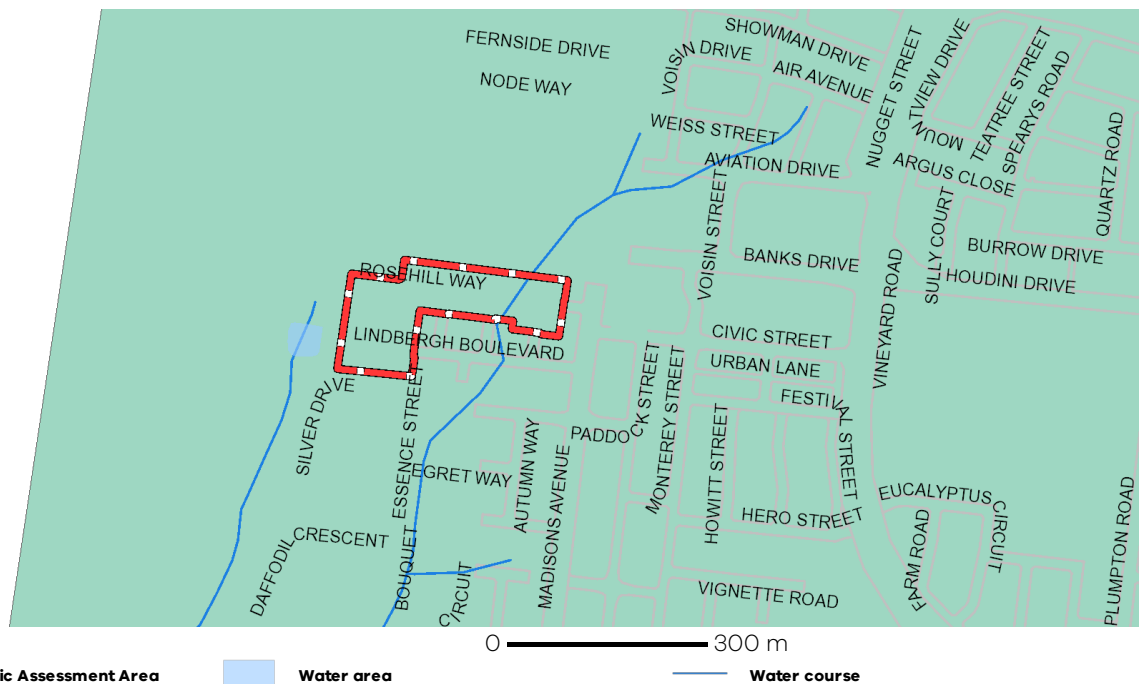 SHOWMAN DRIVE
FERNSIDE DRIVE
VOISIN DRIVE
NUGGET STREET
TVIEW DRIVE
TEATREE STREET
AIR AVENUE
SPEARYS ROAD
NODE WAY
WEISS STREET
MOUN
QUARTZ ROAD
AVIATION DRIVE
ARGUS CLOSE
VOISIN STREET
SULLY COURT
BURROW DRIVE
BANKS DRIVE
ROSEHILL WAY
HOUDINI DRIVE
VINEYARD ROAD
CIVIC STREET
LINDBERGH BOULEVARD
URBAN LANE
SILVER DRIVE
ESSENCE STREET
PADDOCK STREET
MONTEREY STREET
FESTIVAL STREET
HOWITT STREET
AUTUMN WAY
MADISONS AVENUE
EGRET WAY
EUCALYPTUS CIRCUIT
HERO STREET
DAFFODIL CRESCENT
BOUQUET CIRCUIT
FARM ROAD
PLUMPTON ROAD
VIGNETTE ROAD
0 300 m
ic Assessment Area Water area Water course